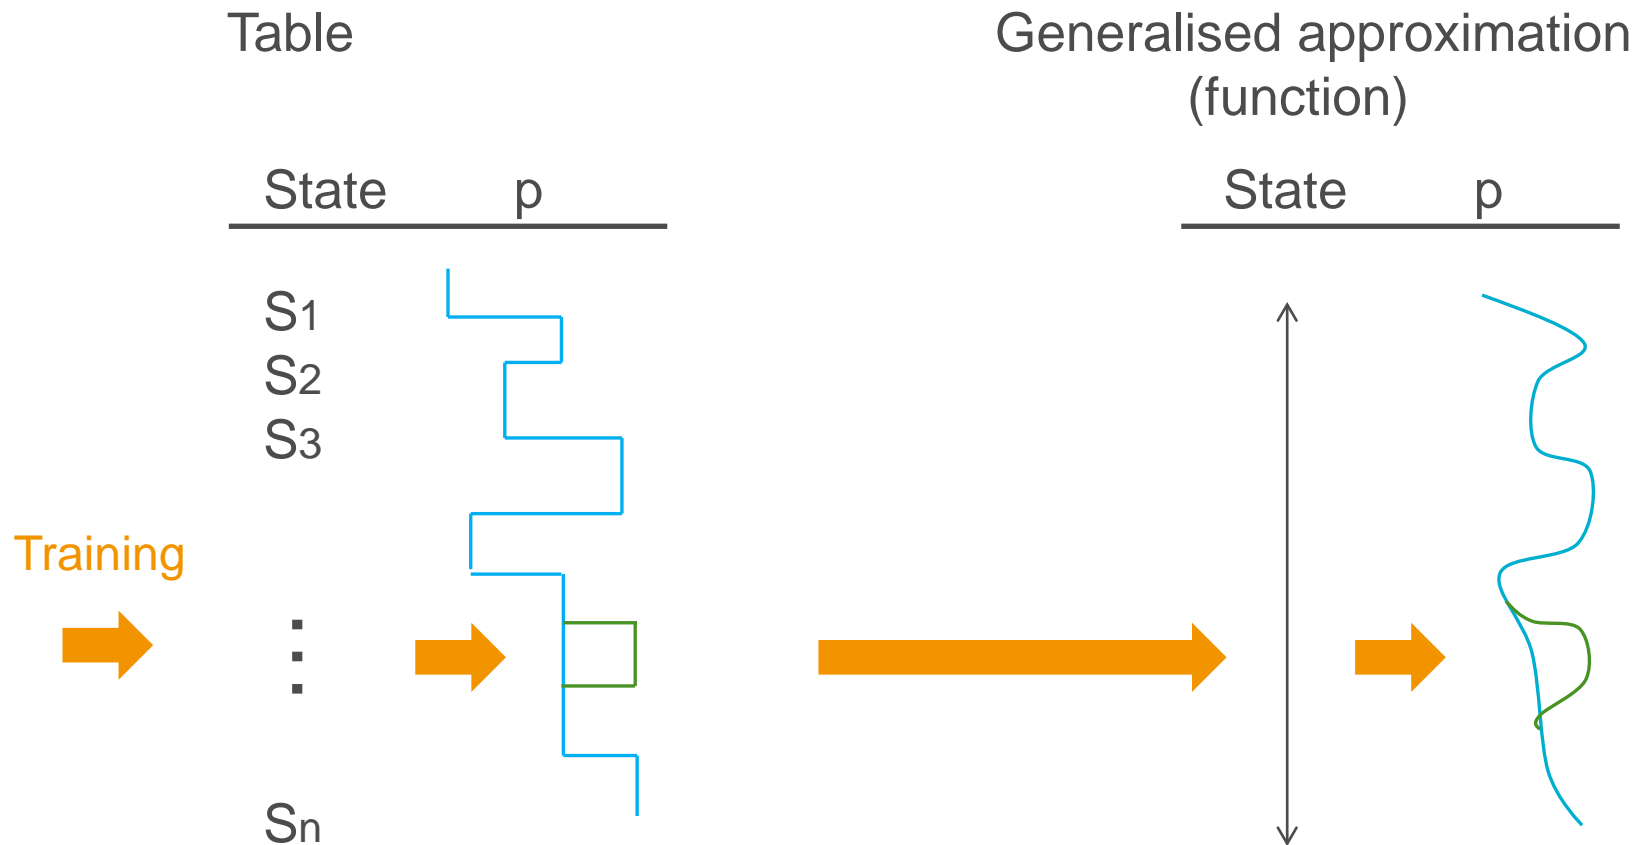 Table
Generalised approximation
(function)
State p
State p
S1
S2
S3
Training
Sn